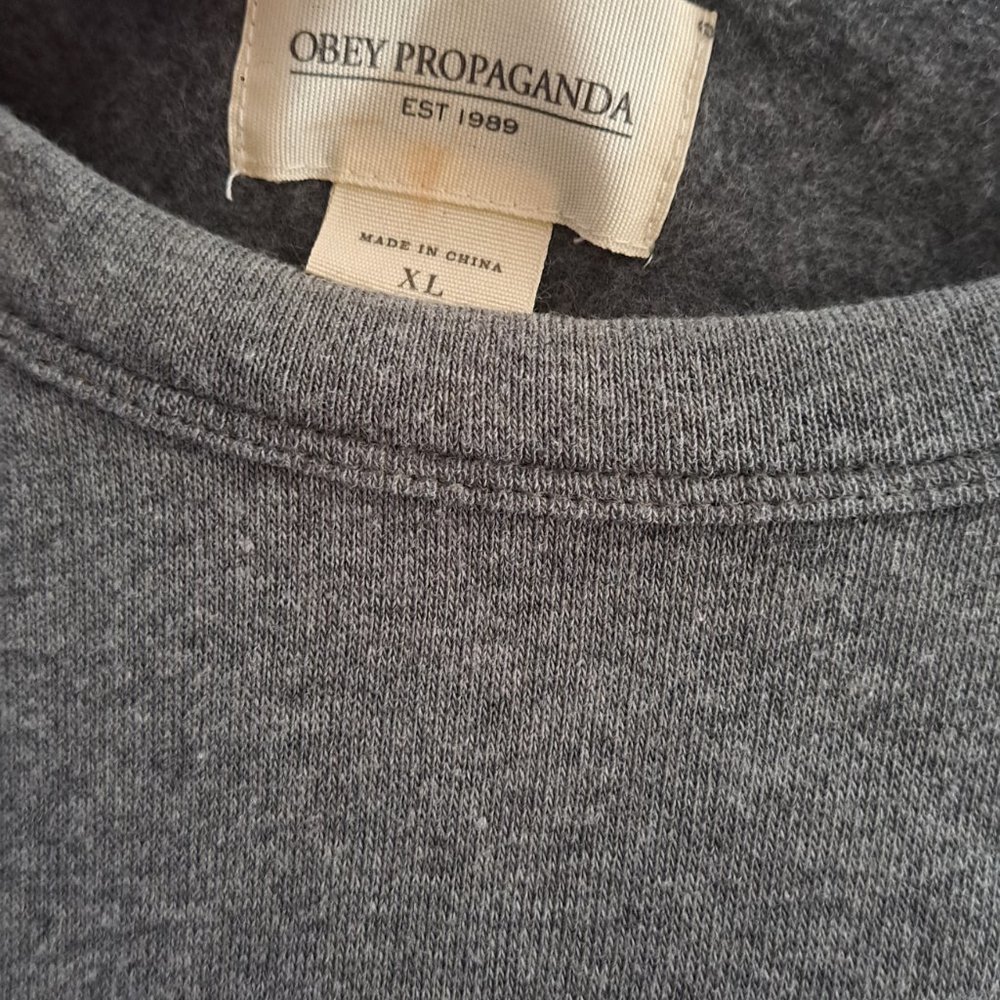 OBEY PROPAGANDA
EST 1989
MADE IN CHINA
XL